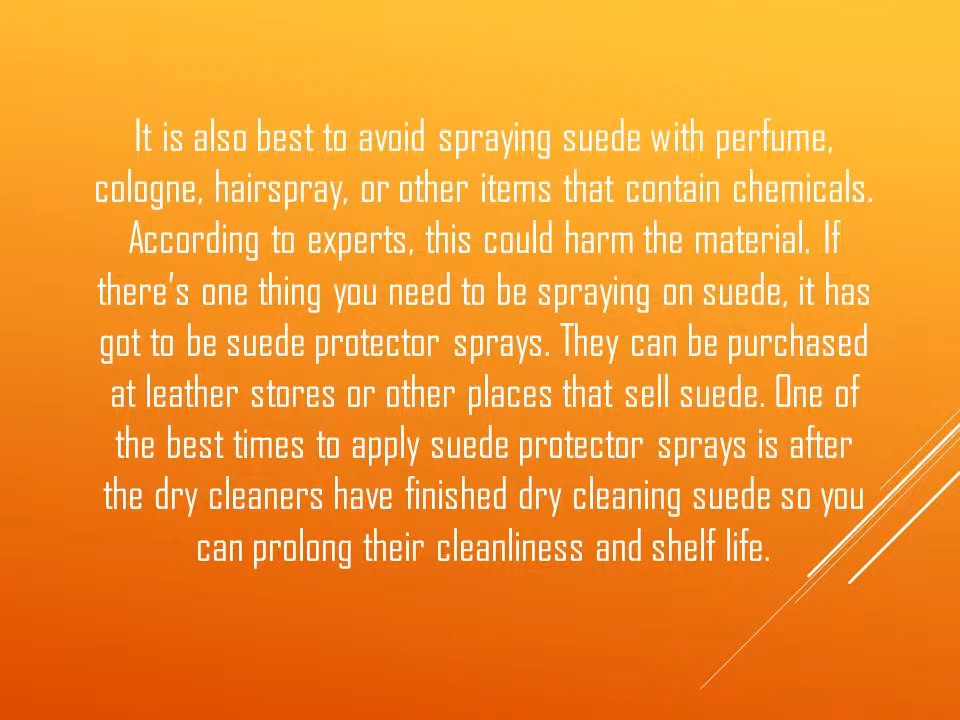 It is also best to avoid spraying suede with perfume,
cologne, hairspray, or other items that contain chemicals.
According to experts, this could harm the material. If
there’s one thing you need to be spraying on suede, it has
got to be suede protector sprays. They can be purchased
at leather stores or other places that sell suede. One of
the best times to apply suede protector sprays is after
the dry cleaners have finished dry cleaning suede so you
can prolong their cleanliness and shelf life.